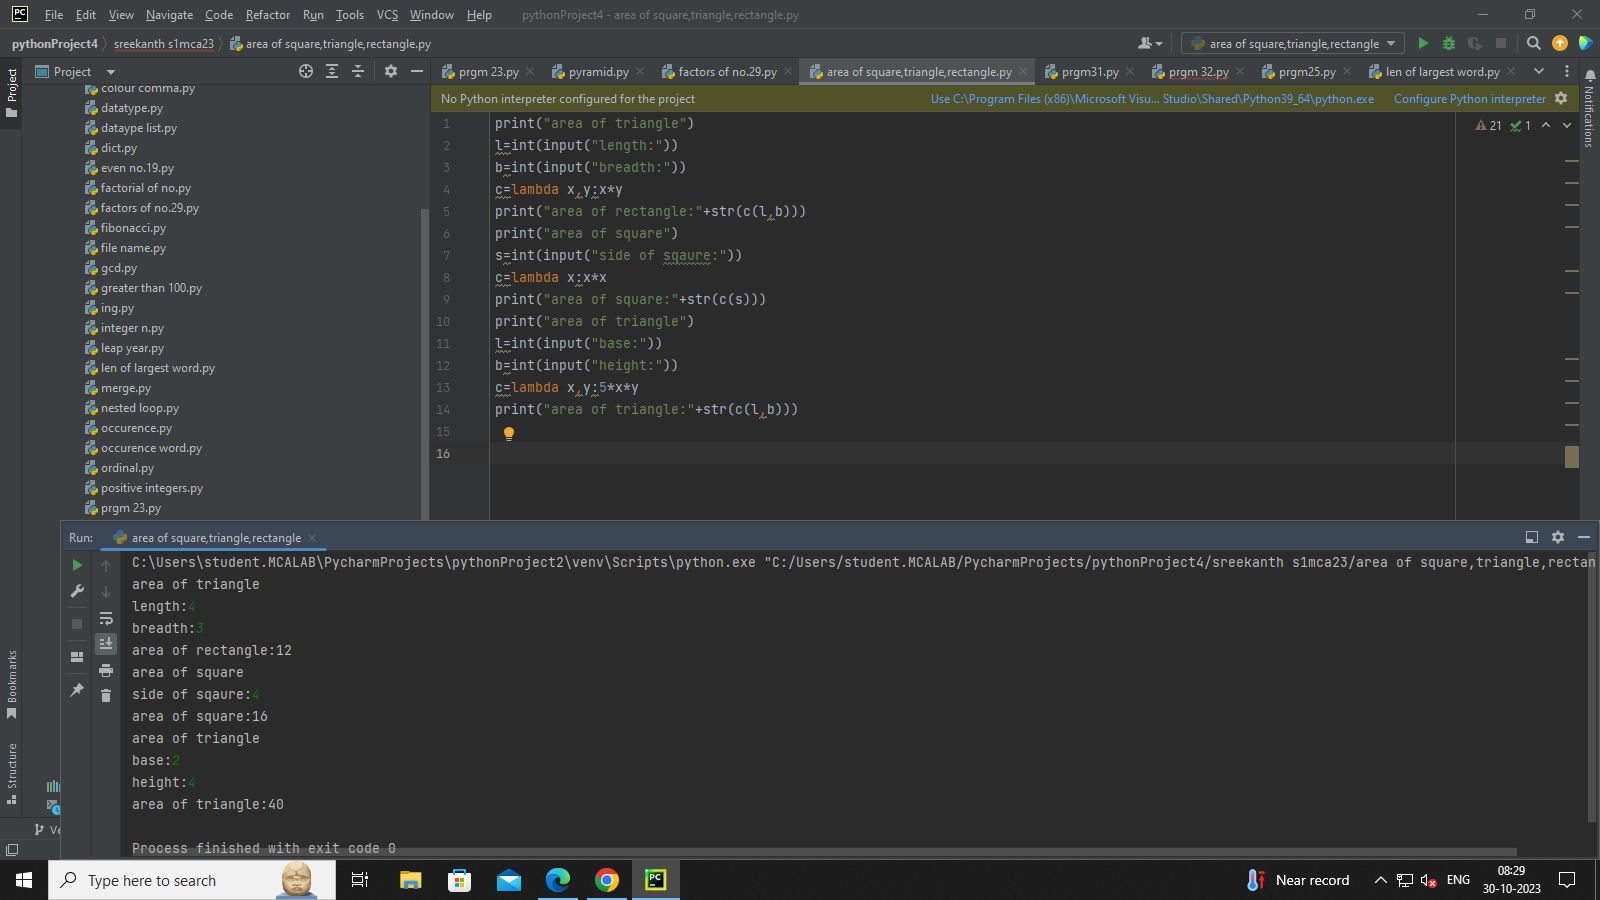 PC File Edit View Navigate Code Refactor Run Tools VCS Window Help pythonProject4 - area of square,triangle,rectangle.py
pythonProject4 sreekanth s1mca23 area of square,triangle,rectangle.py area of square,triangle,rectangle
Project
Project
prgm 23.py pyramid.py factors of no.29.py area of square,triangle,rectangle.py prgm31.py prgm 32.py prgm25.py len of largest word.py
Notifications
No Python interpreter configured for the project Use C:\Program Files (x86)\Microsoft Visu... Studio\Shared\Python39_64\python.exe Configure Python interpreter
21 1
colour comma.py
datatype.py
dataype list.py
dict.py
even no.19.py
factorial of no.py
factors of no.29.py
fibonacci.py
file name.py
gcd.py
greater than 100.py
ing.py
integer n.py
leap year.py
len of largest word.py
merge.py
nested loop.py
occurence.py
occurence word.py
ordinal.py
positive integers.py
prgm 23.py
1 print("area of triangle")
2 l=int(input("length:"))
3 b=int(input("breadth:"))
4 c=lambda x,y:x*y
5 print("area of rectangle:"+str(c(l,b)))
6 print("area of square")
7 s=int(input("side of sqaure:"))
8 c=lambda x:x*x
9 print("area of square:"+str(c(s)))
10 print("area of triangle")
11 l=int(input("base:"))
12 b=int(input("height:"))
13 c=lambda x,y:5*x*y
14 print("area of triangle:"+str(c(l,b)))
15
16
Run: area of square,triangle,rectangle
C:\Users\student.MCALAB\PycharmProjects\pythonProject2\venv\Scripts\python.exe "C:/Users/student.MCALAB/PycharmProjects/pythonProject4/sreekanth s1mca23/area of square,triangle,rectan
area of triangle
length:4
breadth:3
area of rectangle:12
area of square
side of sqaure:4
area of square:16
area of triangle
base:2
height:4
area of triangle:40
Process finished with exit code 0
Bookmarks
Structure
Ve
Type here to search
PC
Near record
ENG
08:29
30-10-2023